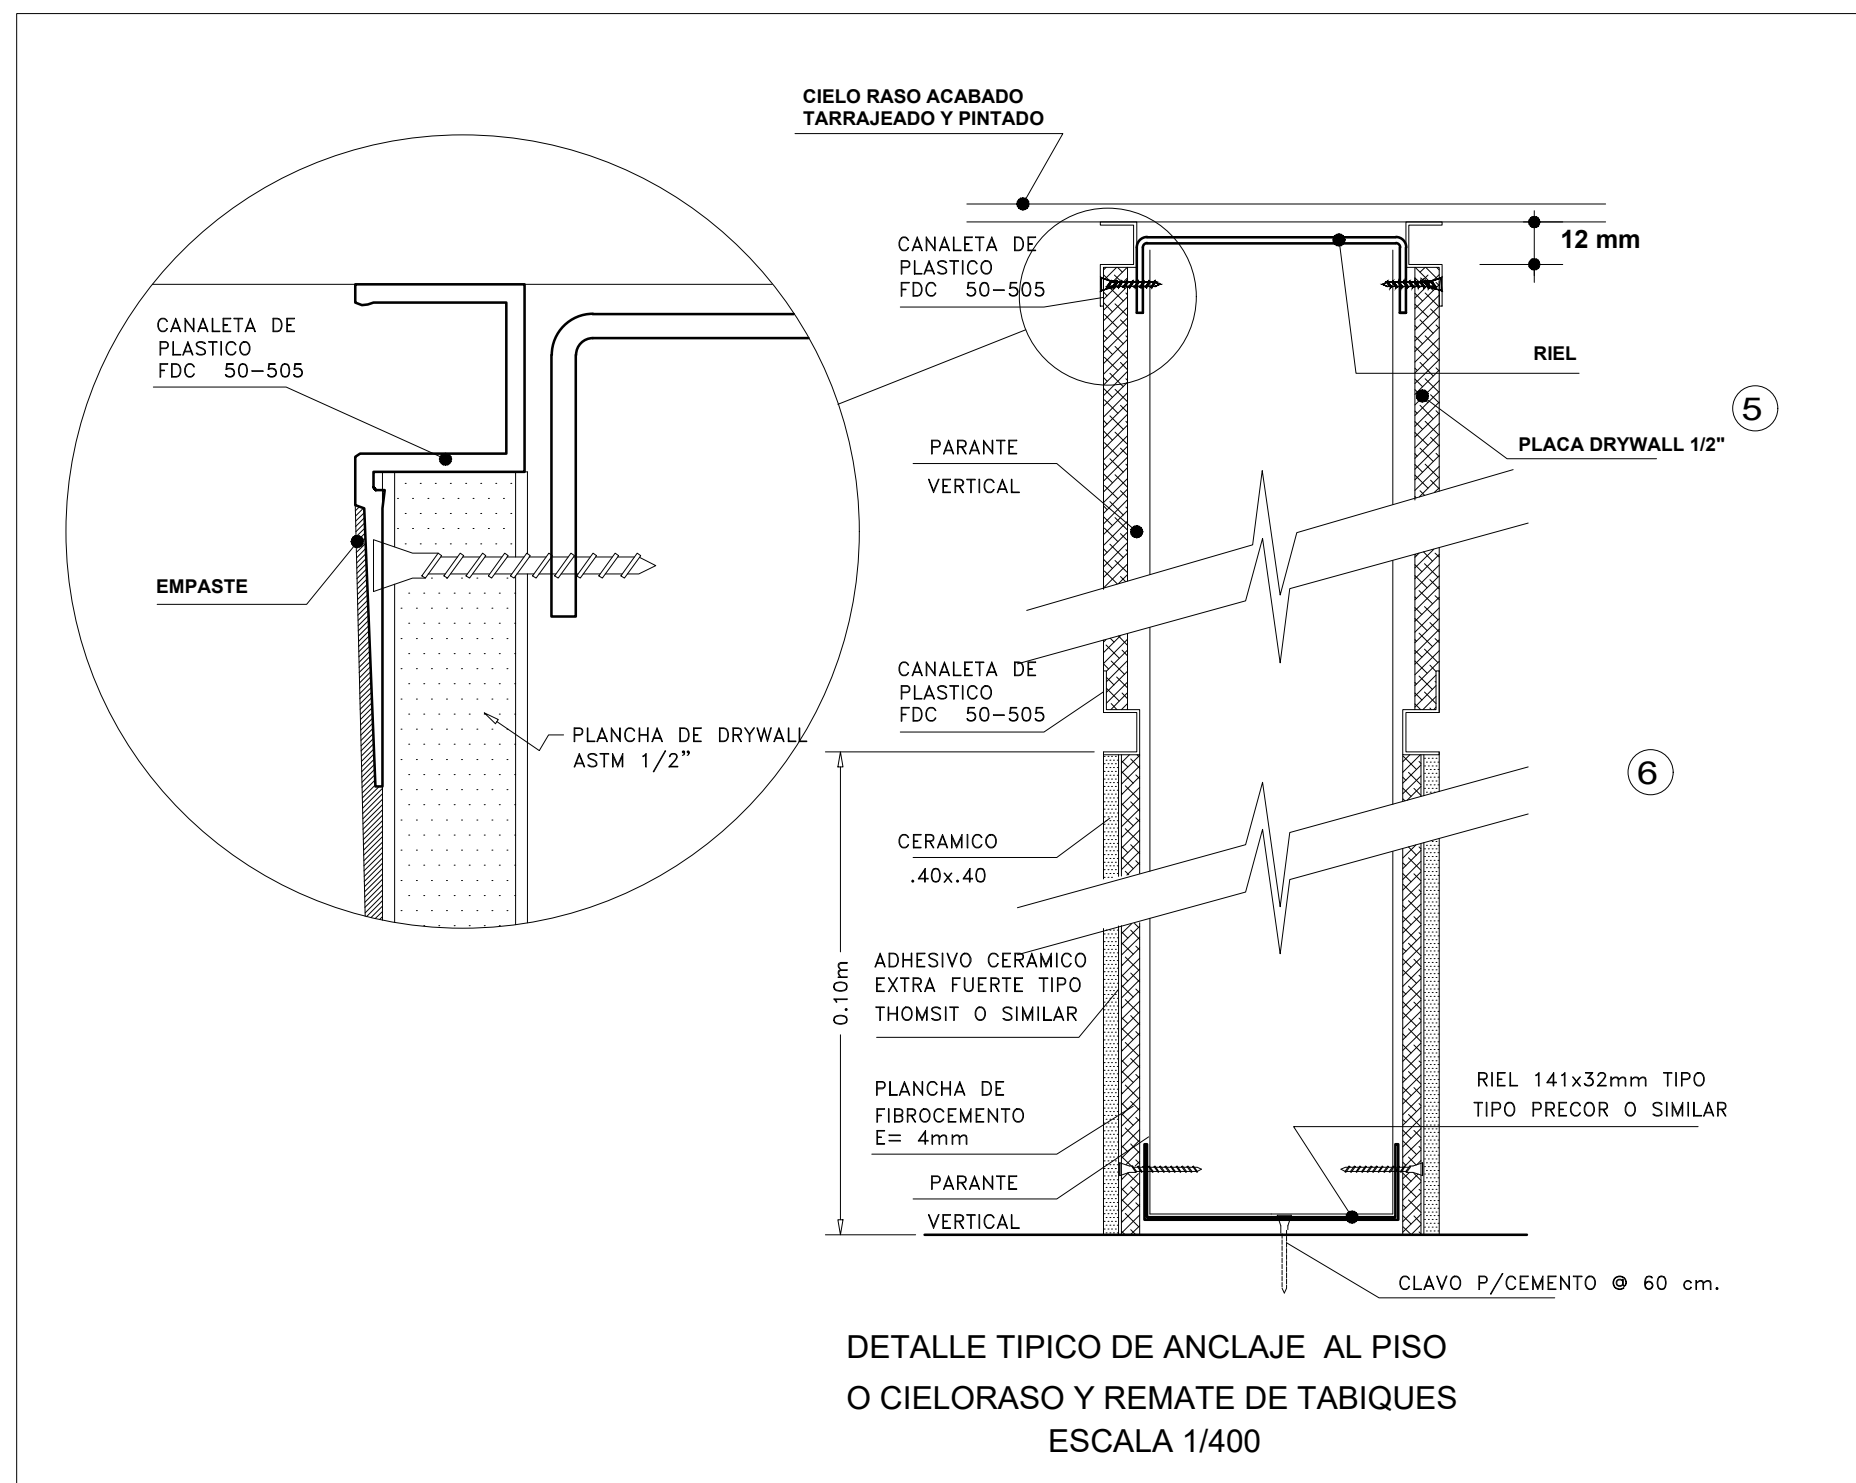 CIELO RASO ACABADO
TARRAJEADO Y PINTADO
CANALETA DE
PLASTICO
FDC 50-505
12 mm
CANALETA DE
PLASTICO
FDC 50-505
RIEL
5
PARANTE
VERTICAL
PLACA DRYWALL 1/2"
EMPASTE
PLANCHA DE DRYWALL
ASTM 1/2"
CANALETA DE
PLASTICO
FDC 50-505
6
CERAMICO
.40x.40
0.10m
ADHESIVO CERAMICO
EXTRA FUERTE TIPO
THOMSIT O SIMILAR
PLANCHA DE
FIBROCEMENTO
E= 4mm
RIEL 141x32mm TIPO
TIPO PRECOR O SIMILAR
PARANTE
VERTICAL
CLAVO P/CEMENTO @ 60 cm.
DETALLE TIPICO DE ANCLAJE AL PISO
O CIELORASO Y REMATE DE TABIQUES
ESCALA 1/400